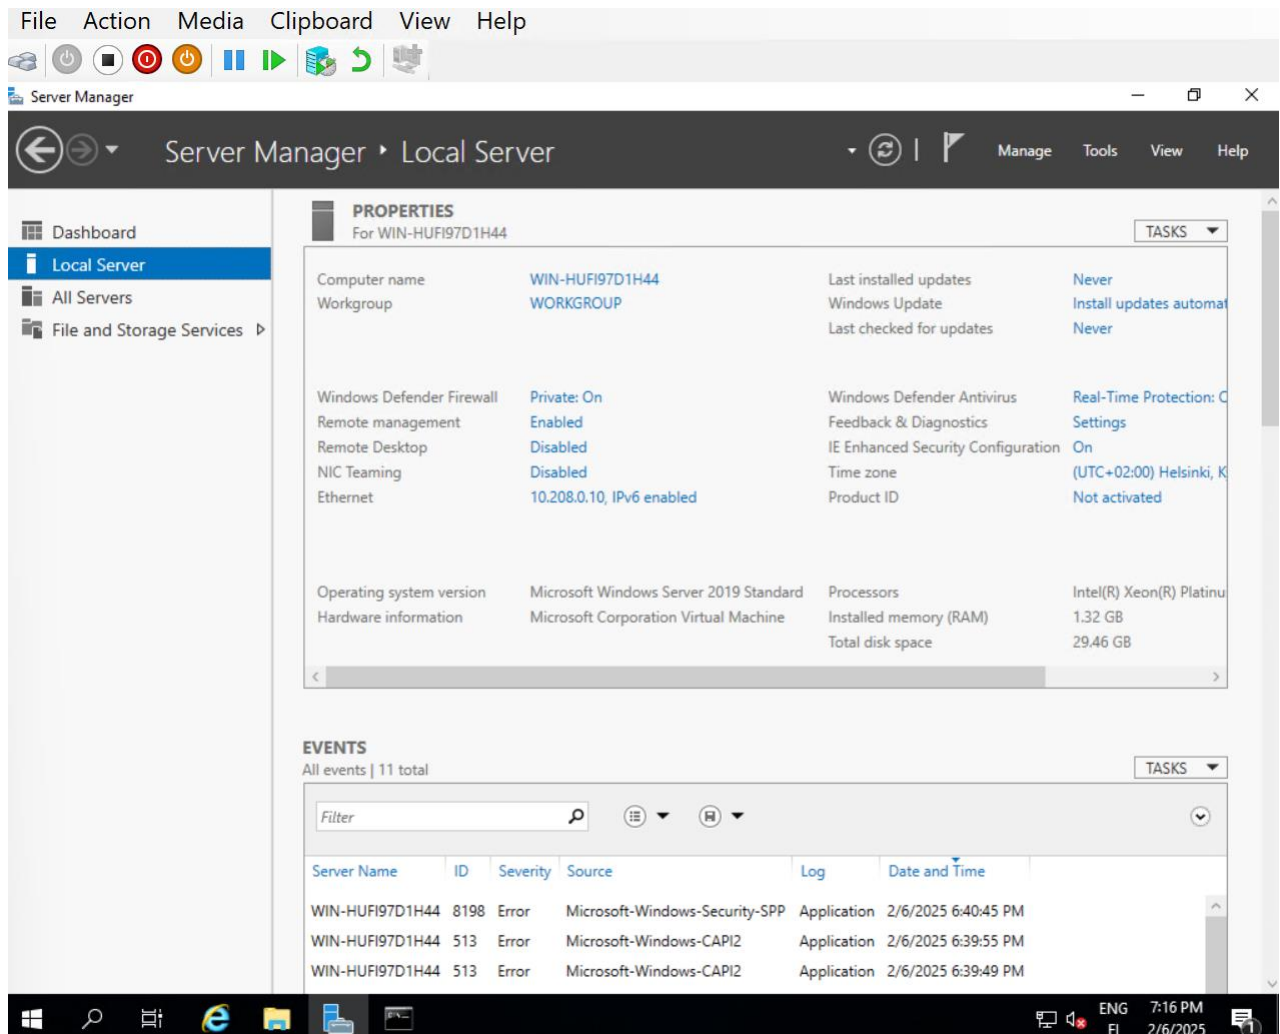 File Action Media Clipboard View Help
Server Manager
Server Manager ‣ Local Server Manage Tools View Help
Dashboard
Local Server
All Servers
File and Storage Services
PROPERTIES
For WIN-HUFI97D1H44
TASKS
Computer name WIN-HUFI97D1H44 Last installed updates Never
Workgroup WORKGROUP Windows Update Install updates automat
Last checked for updates Never
Windows Defender Firewall Private: On Windows Defender Antivirus Real-Time Protection:
Remote management Enabled Feedback & Diagnostics Settings
Remote Desktop Disabled IE Enhanced Security Configuration On
NIC Teaming Disabled Time zone (UTC+02:00) Helsinki, K
Ethernet 10.208.0.10, IPv6 enabled Product ID Not activated
Operating system version Microsoft Windows Server 2019 Standard Processors Intel(R) Xeon(R) Platinu
Hardware information Microsoft Corporation Virtual Machine Installed memory (RAM) 1.32 GB
Total disk space 29.46 GB
EVENTS
All events | 11 total
TASKS
Filter
Server Name ID Severity Source Log Date and Time
WIN-HUFI97D1H44 8198 Error Microsoft-Windows-Security-SPP Application 2/6/2025 6:40:45 PM
WIN-HUFI97D1H44 513 Error Microsoft-Windows-CAPI2 Application 2/6/2025 6:39:55 PM
WIN-HUFI97D1H44 513 Error Microsoft-Windows-CAPI2 Application 2/6/2025 6:39:49 PM
ENG 7:16 PM
FI 2/6/2025 1